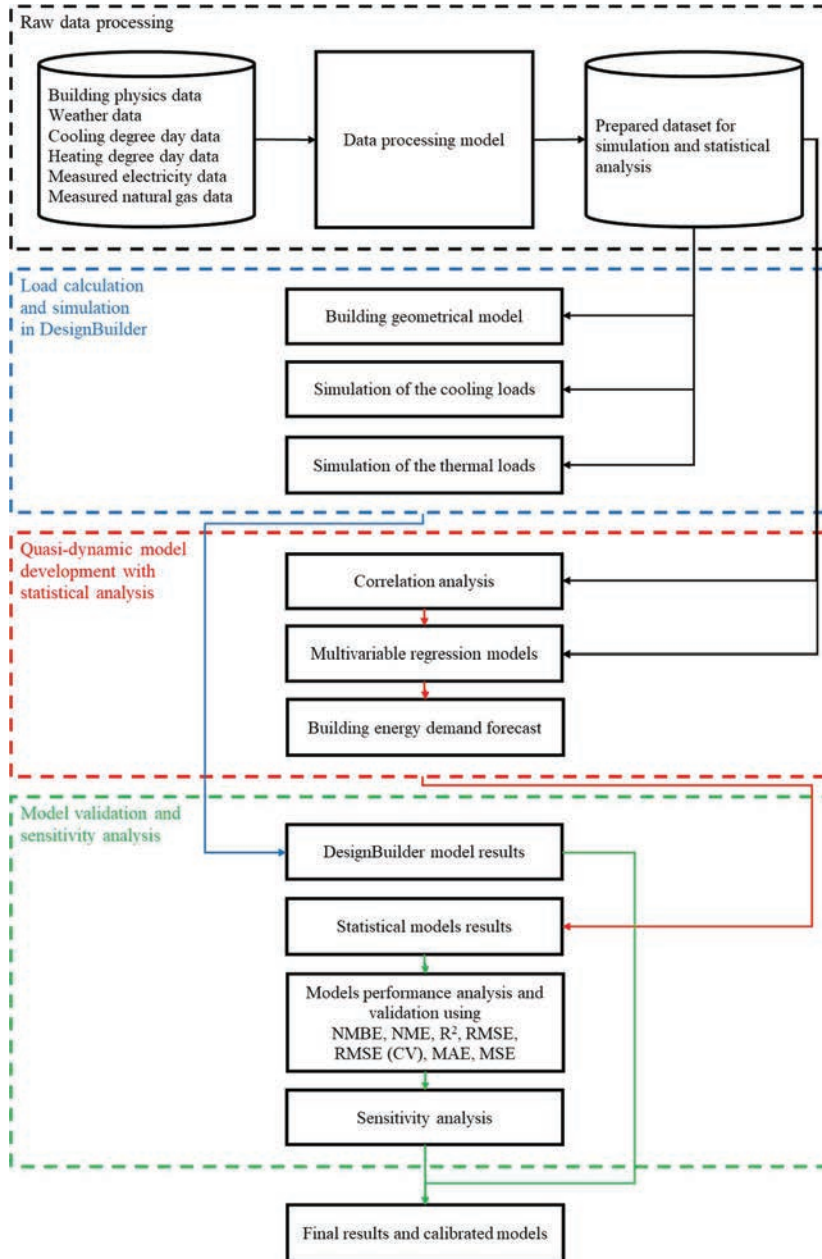 Raw data processing
Building physics data
Weather data
Cooling degree day data
Heating degree day data
Measured electricity data
Measured natural gas data
Data processing model
Prepared dataset for
simulation and statistical
analysis
Load calculation
and simulation
in DesignBuilder
Building geometrical model
Simulation of the cooling loads
Simulation of the thermal loads
Quasi-dynamic model
development with
statistical analysis
Correlation analysis
Multivariable regression models
Building energy demand forecast
Model validation and
sensitivity analysis
DesignBuilder model results
Statistical models results
Models performance analysis and
validation using
NMBE, NME, R², RMSE,
RMSE (CV), MAE, MSE
Sensitivity analysis
Final results and calibrated models